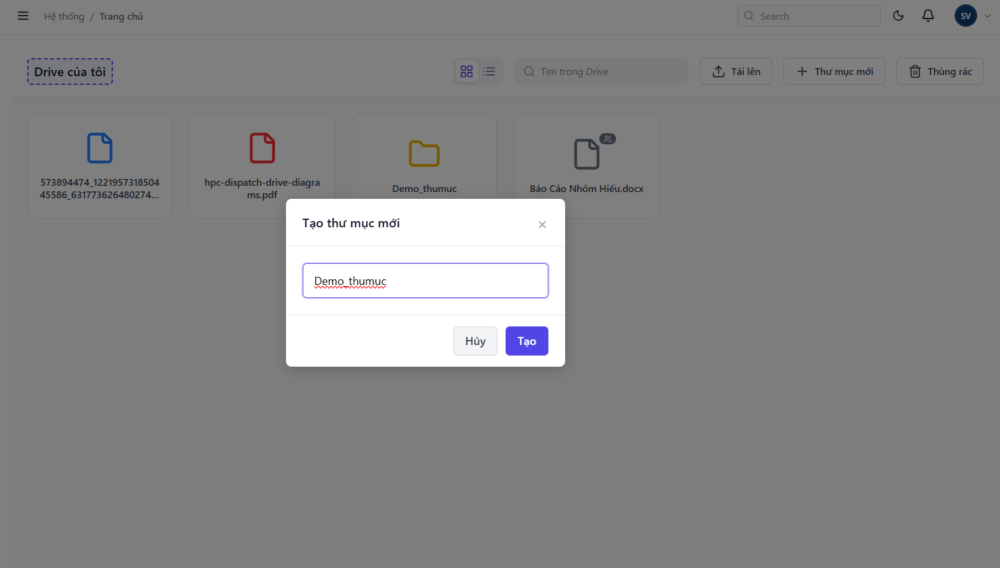 Hệ thống / Trang chủ
Search
SV
Drive của tôi
Tìm trong Drive
Tải lên
Thư mục mới
Thùng rác
573894474_1221957318504
45586_631773626480274...
hpc-dispatch-drive-diagra
ms.pdf
Demo_thumuc
Báo Cáo Nhóm Hiếu.docx
Tạo thư mục mới
Demo_thumuc
Hủy
Tạo